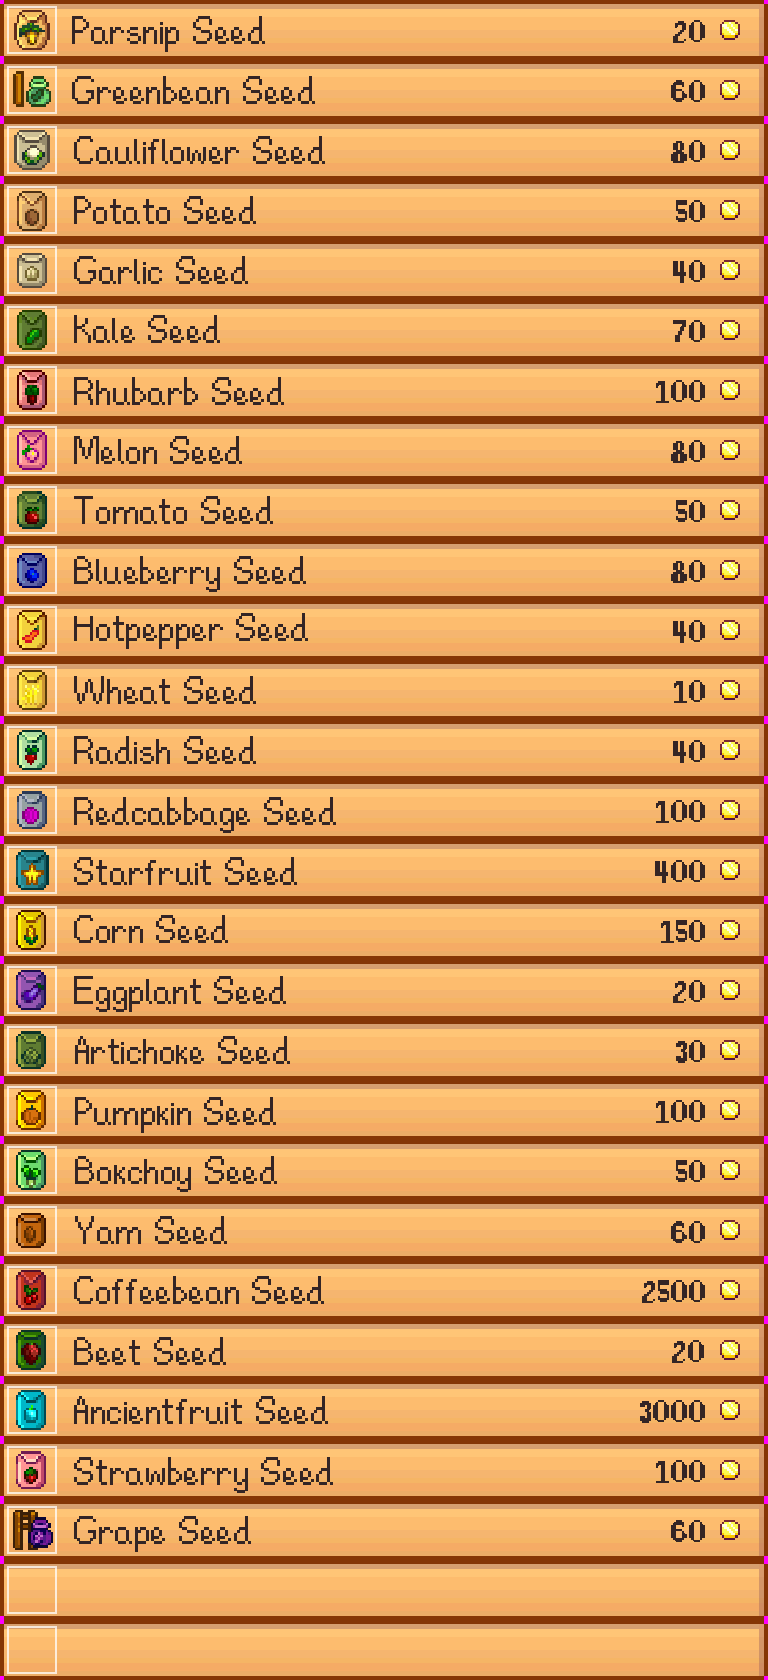 Parsnip Seed 20
Greenbean Seed 60
Cauliflower Seed 80
Potato Seed 50
Garlic Seed 40
Kale Seed 70
Rhubarb Seed 100
Melon Seed 80
Tomato Seed 50
Blueberry Seed 80
Hotpepper Seed 40
Wheat Seed 10
Radish Seed 40
Redcabbage Seed 100
Starfruit Seed 400
Corn Seed 150
Eggplant Seed 20
Artichoke Seed 30
Pumpkin Seed 100
Bokchoy Seed 50
Yam Seed 60
Coffeebean Seed 2500
Beet Seed 20
Ancientfruit Seed 3000
Strawberry Seed 100
Grape Seed 60